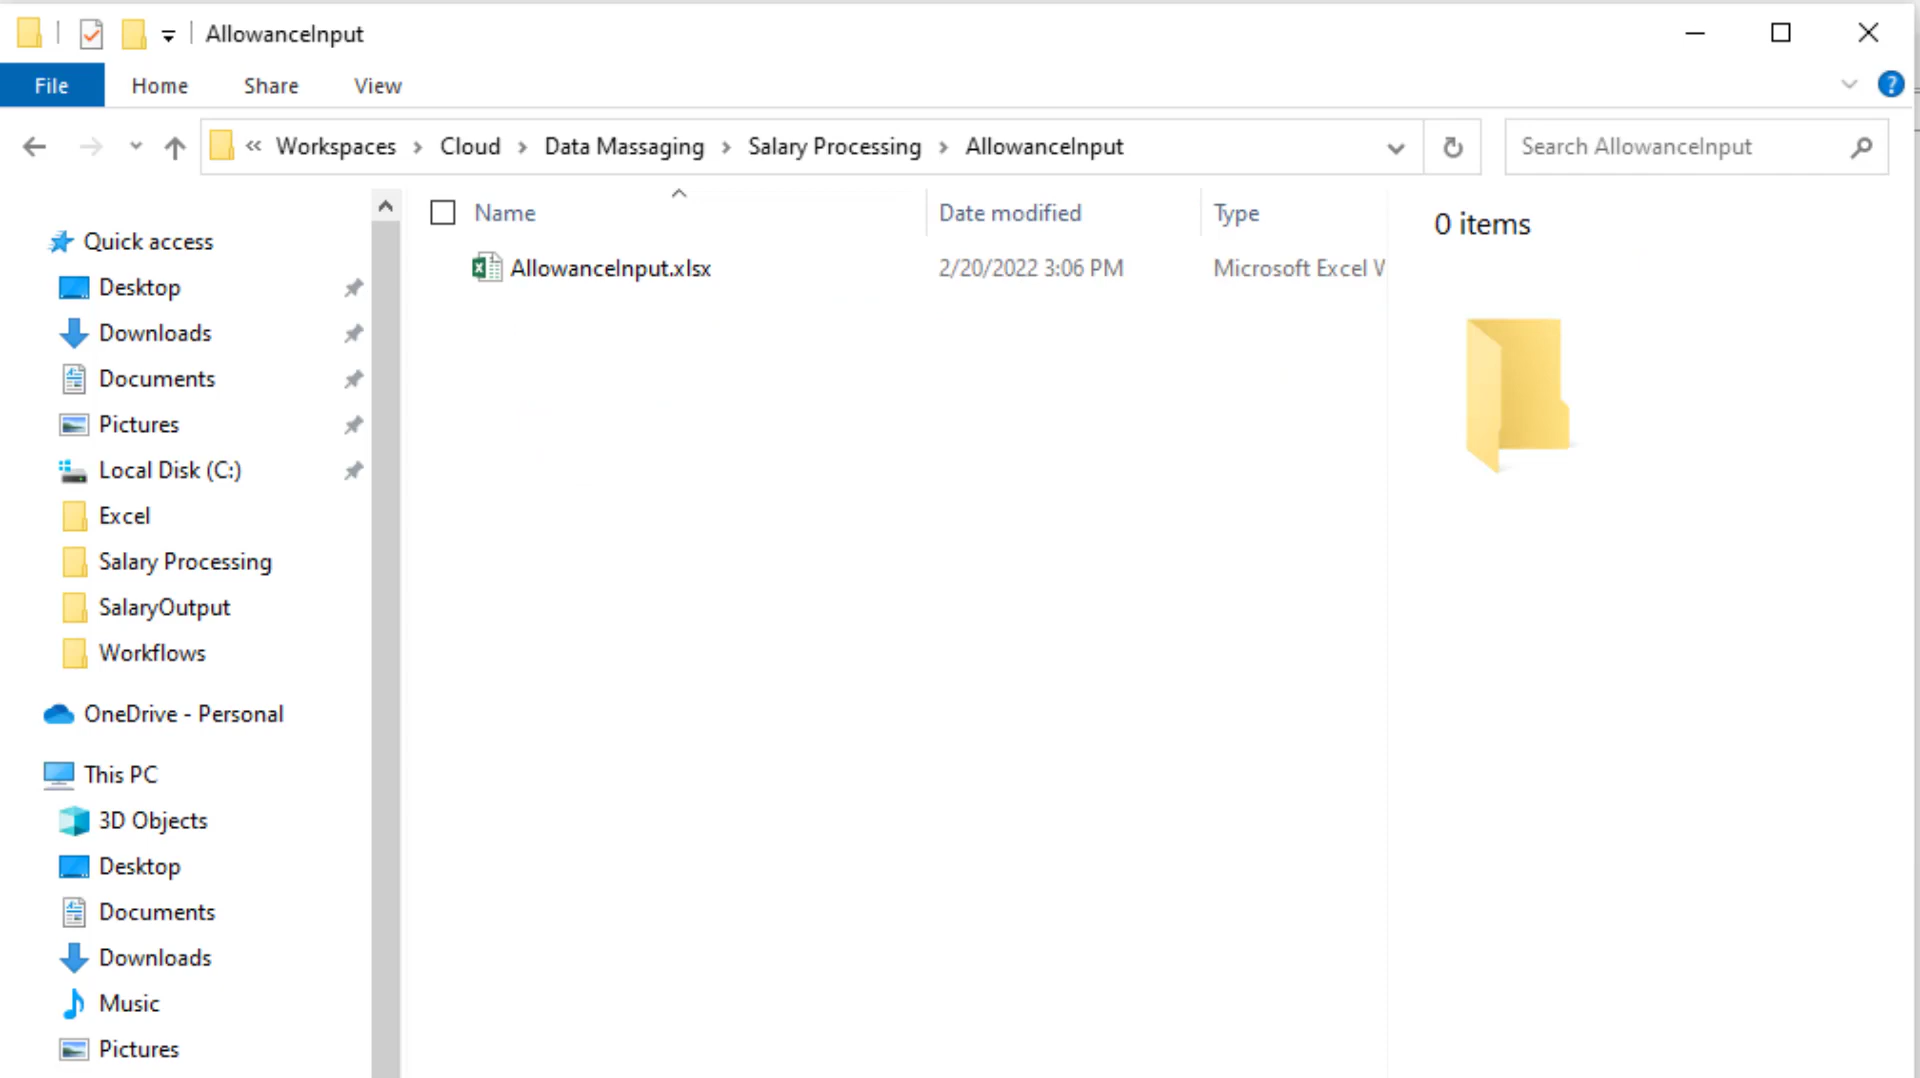 AllowanceInput
File Home Share View
« Workspaces > Cloud > Data Massaging > Salary Processing > AllowanceInput
Search AllowanceInput
Name Date modified Type
AllowanceInput.xlsx 2/20/2022 3:06 PM Microsoft Excel
0 items
Quick access
Desktop
Downloads
Documents
Pictures
Local Disk (C:)
Excel
Salary Processing
SalaryOutput
Workflows
OneDrive - Personal
This PC
3D Objects
Desktop
Documents
Downloads
Music
Pictures